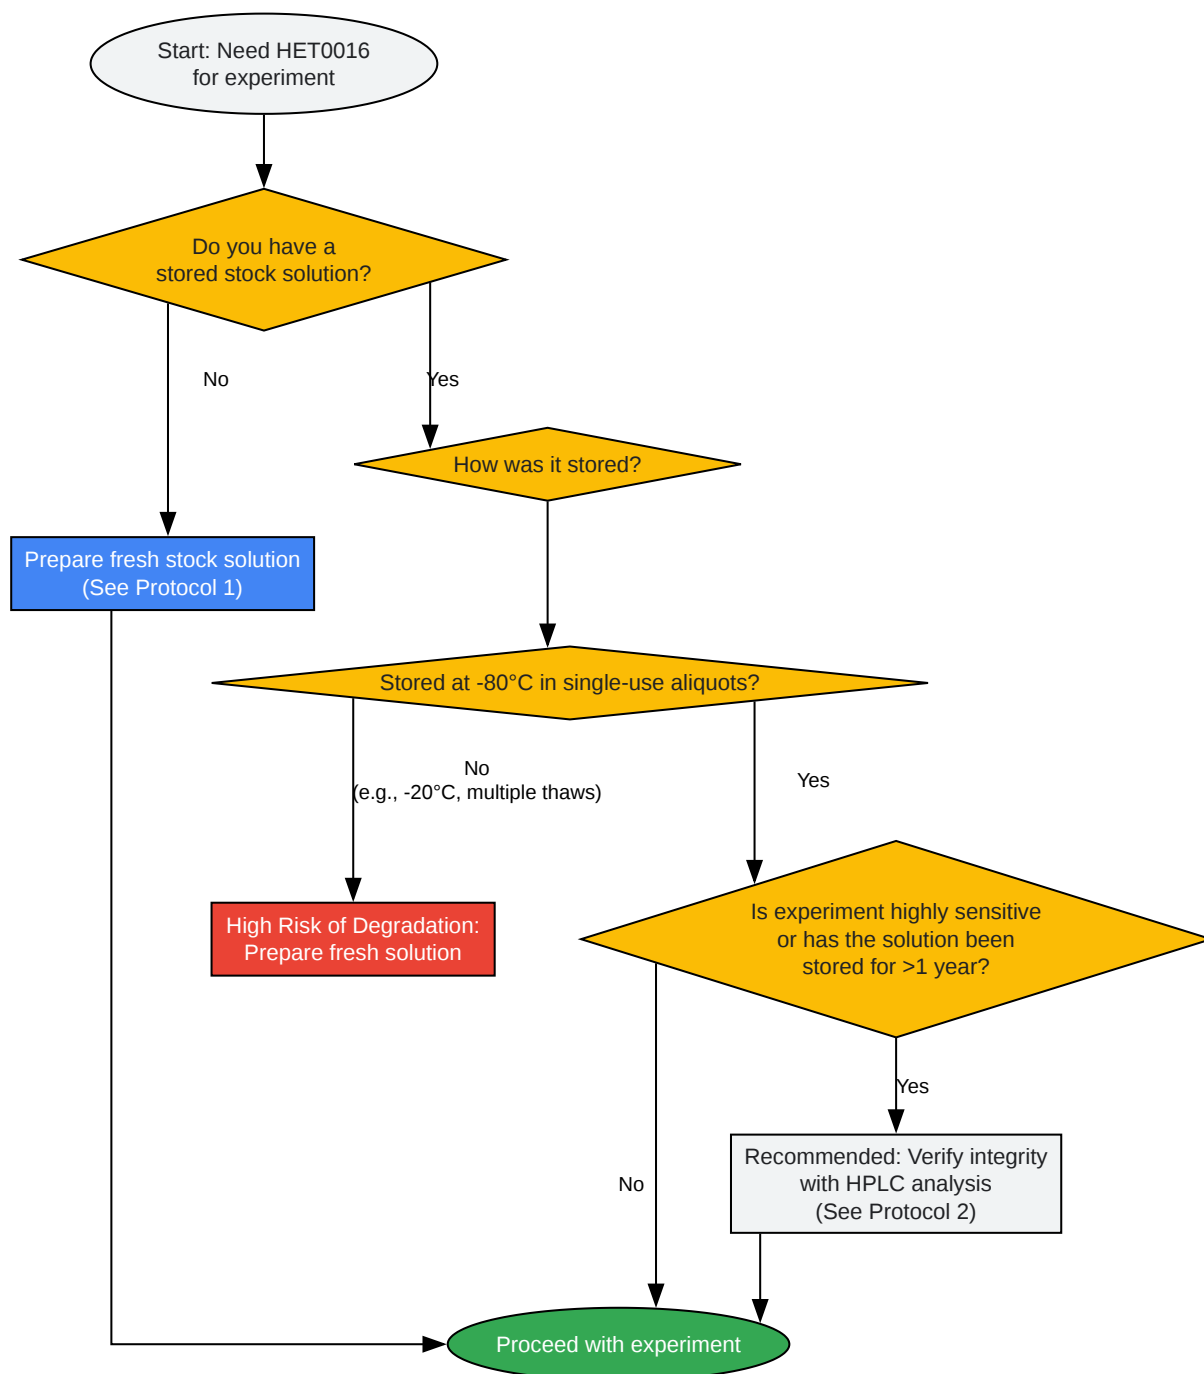 Start: Need HET0016
for experiment
Do you have a
stored stock solution?
No
Yes
How was it stored?
Prepare fresh stock solution
(See Protocol 1)
Stored at -80°C in single-use aliquots?
No
(e.g., -20°C, multiple thaws)
Yes
High Risk of Degradation:
Prepare fresh solution
Is experiment highly sensitive
or has the solution been
stored for >1 year?
Yes
Recommended: Verify integrity
with HPLC analysis
(See Protocol 2)
No
Proceed with experiment